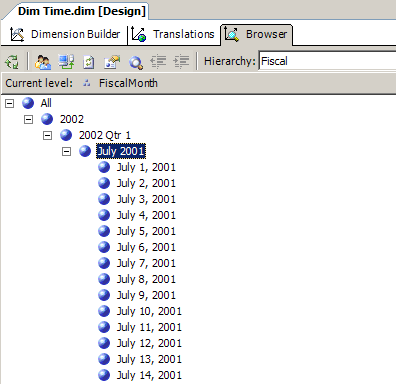 Dim Time.dim [Design]
Dimension Builder Translations Browser
Hierarchy: Fiscal
Current level: FiscalMonth
All
2002
2002 Qtr 1
July 2001
July 1, 2001
July 2, 2001
July 3, 2001
July 4, 2001
July 5, 2001
July 6, 2001
July 7, 2001
July 8, 2001
July 9, 2001
July 10, 2001
July 11, 2001
July 12, 2001
July 13, 2001
July 14, 2001